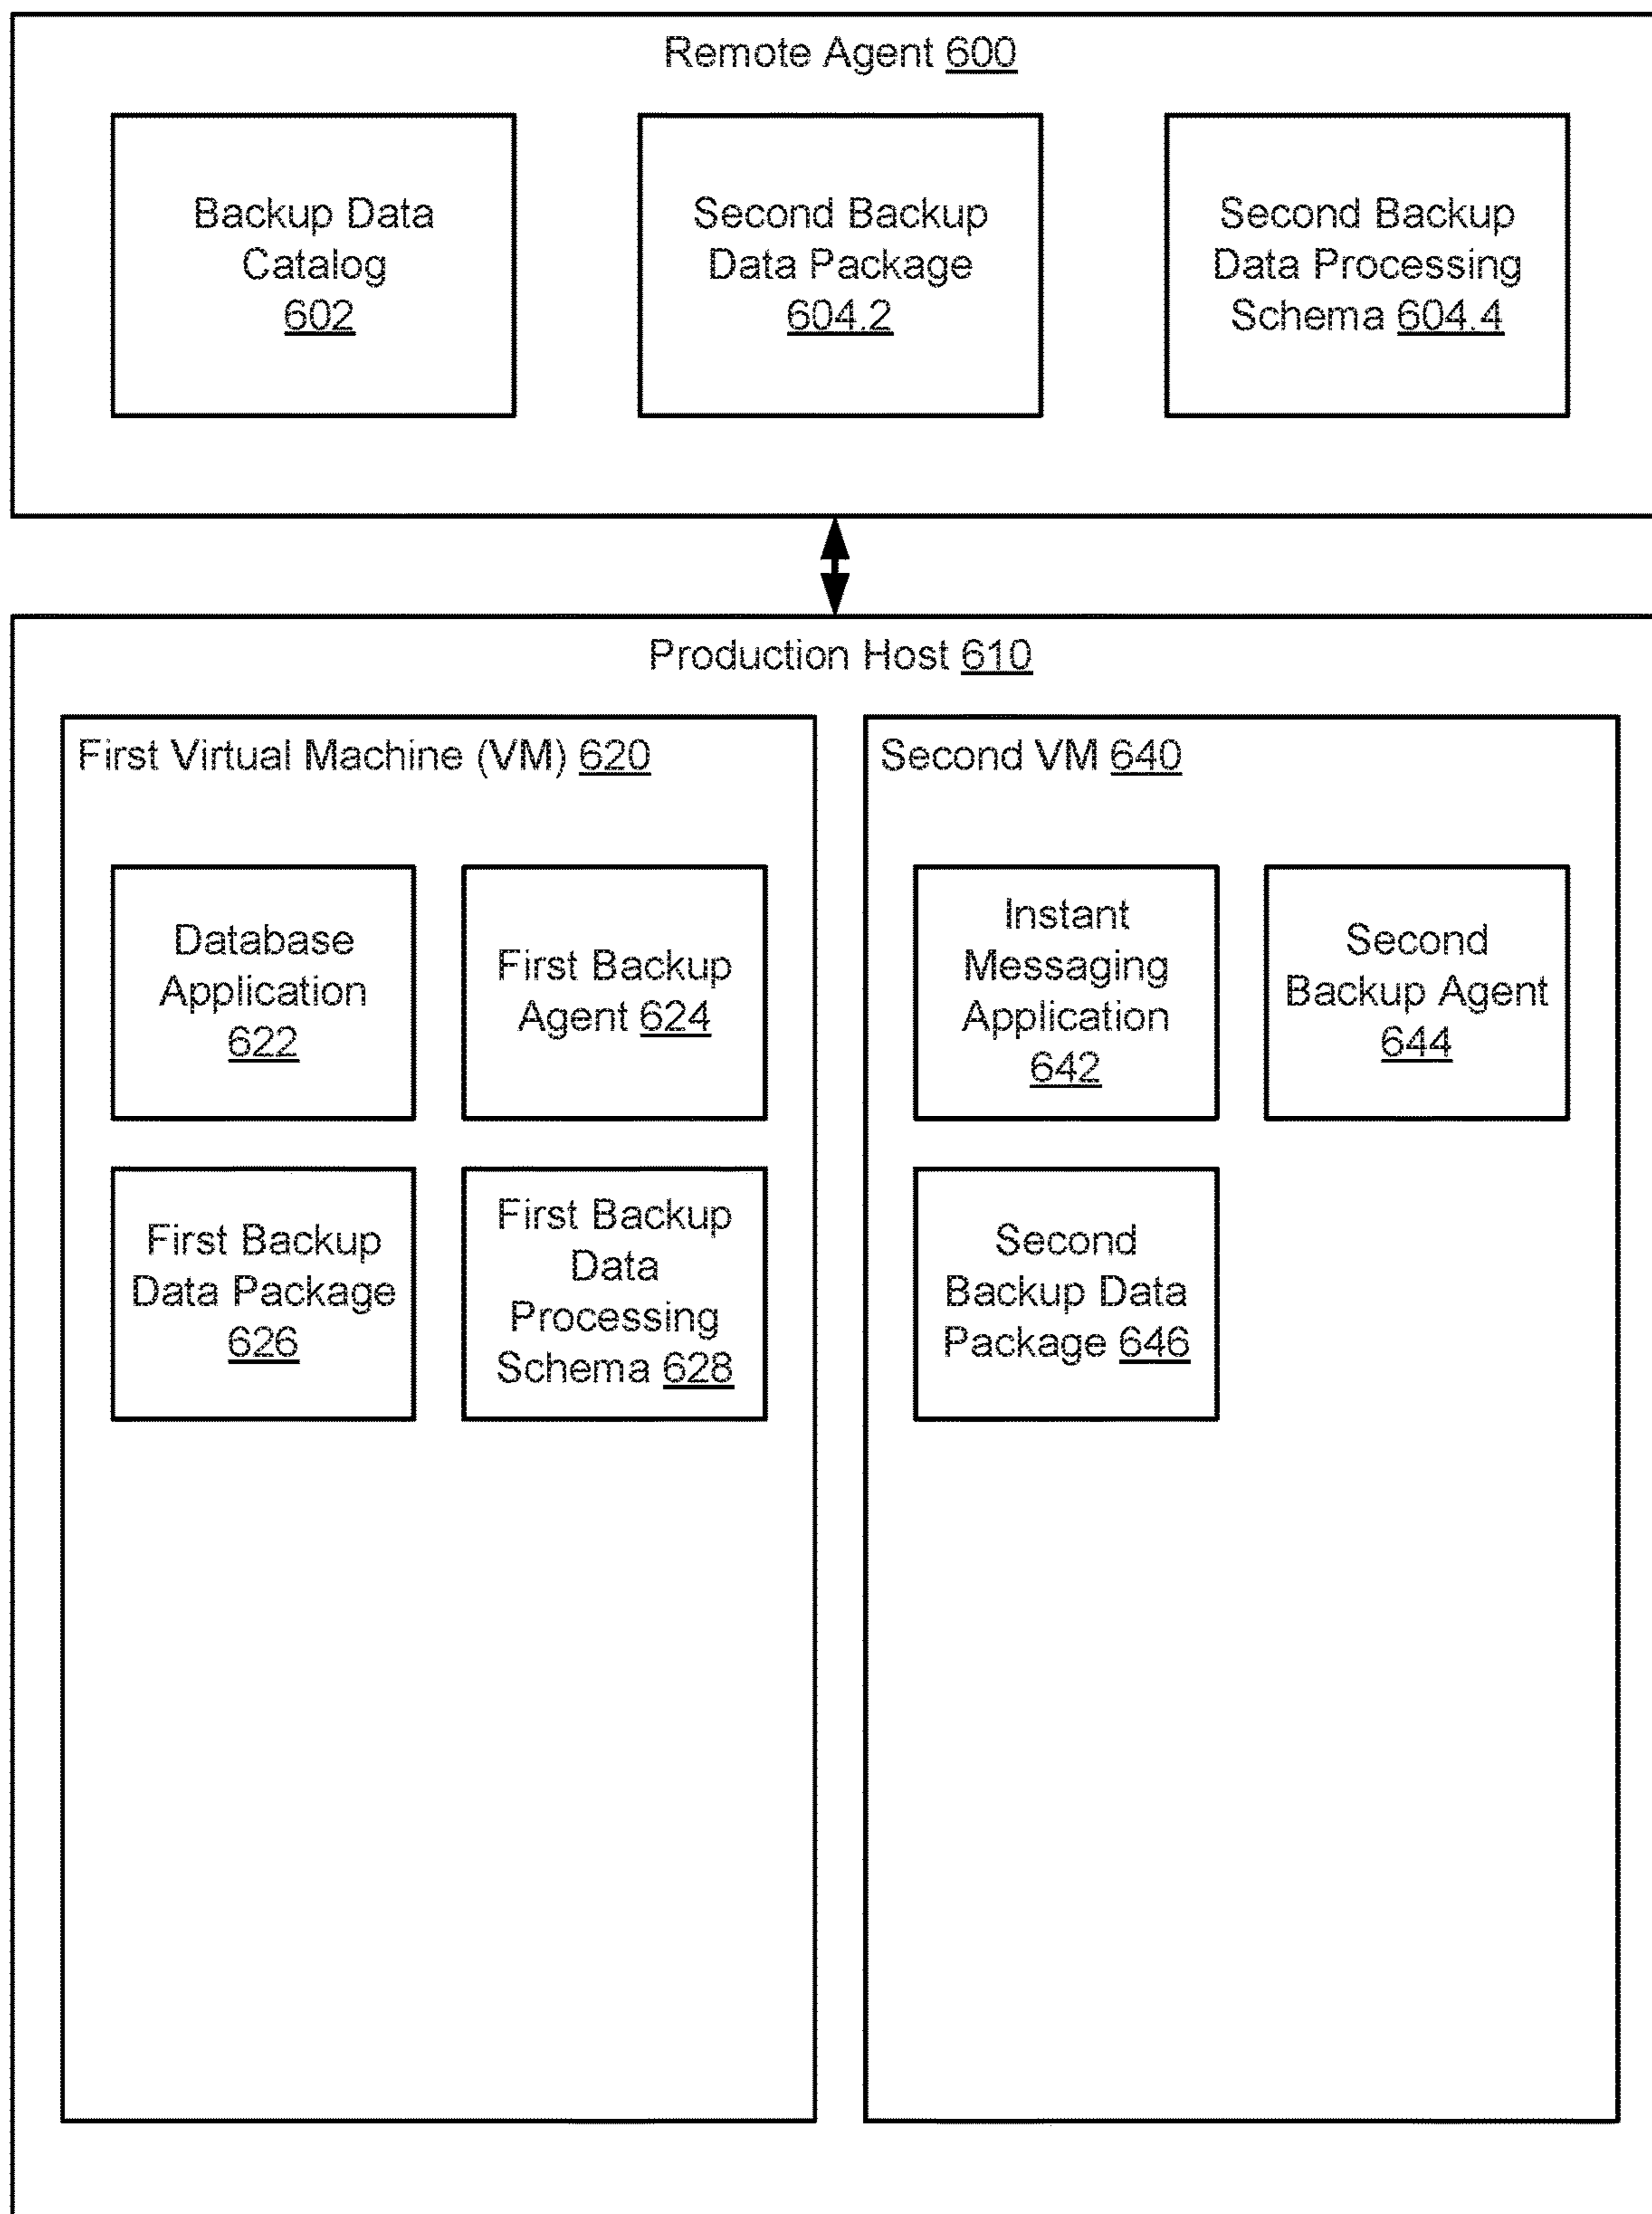 Remote Agent 600
Backup Data
Catalog
602
Second Backup
Data Package
604.2
Second Backup
Data Processing
Schema 604.4
Production Host 610
First Virtual Machine (VM) 620
Database
Application
622
First Backup
Agent 624
First Backup
Data Package
626
First Backup
Data
Processing
Schema 628
Second VM 640
Instant
Messaging
Application
642
Second
Backup Agent
644
Second
Backup Data
Package 646